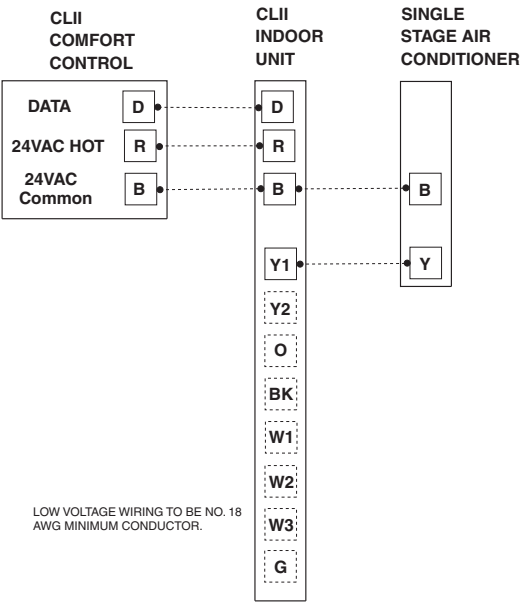 CLII
COMFORT
CONTROL
CLII
INDOOR
UNIT
SINGLE
STAGE AIR
CONDITIONER
DATA
D
D
24VAC HOT
R
R
24VAC
Common
B
B
B
Y1
Y
Y2
O
BK
W1
W2
LOW VOLTAGE WIRING TO BE NO. 18
AWG MINIMUM CONDUCTOR.
W3
G